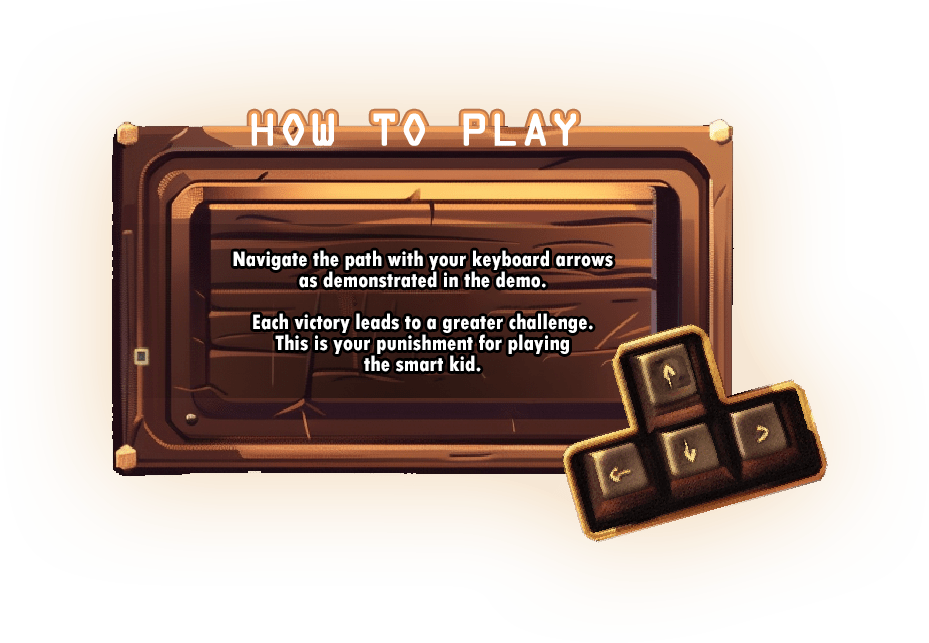 HOW TO PLAY
Navigate the path with your keyboard arrows
as demonstrated in the demo.
Each victory leads to a greater challenge.
This is your punishment for playing
the smart kid.